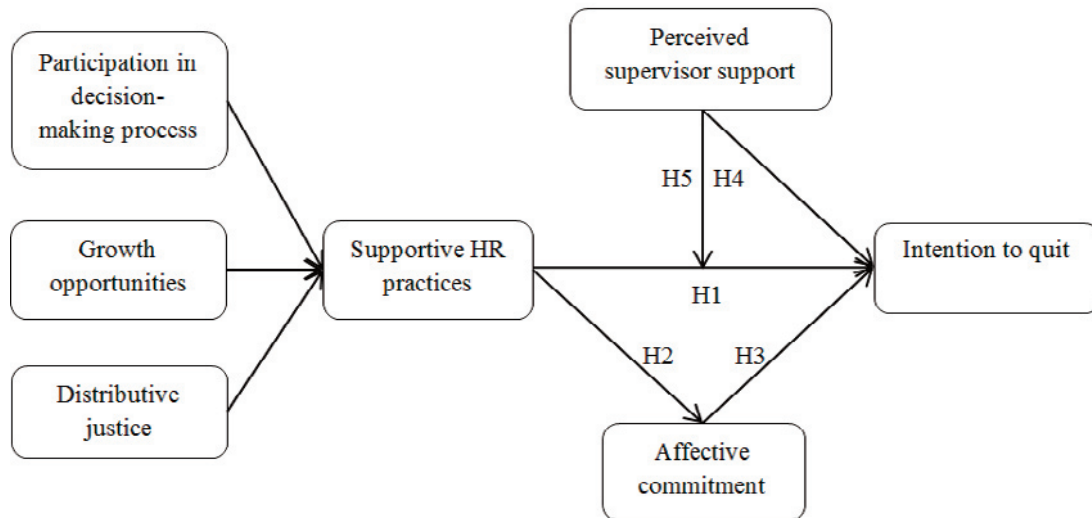 Participation in
decision-
making process
Growth
opportunities
Distributive
justice
Supportive HR
practices
Perceived
supervisor support
H5
H4
H1
H2
H3
Intention to quit
Affective
commitment